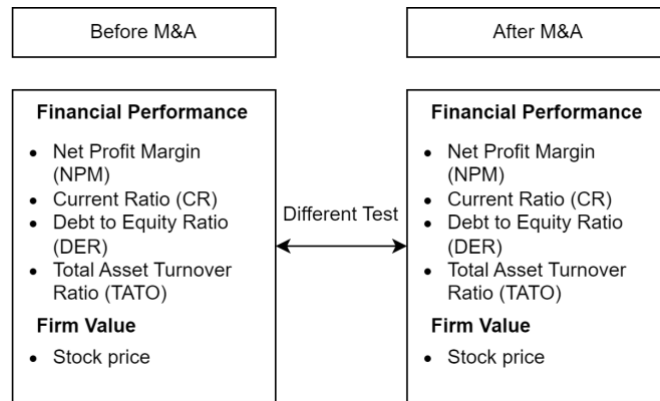 Before M&A
After M&A
Financial Performance
• Net Profit Margin
(NPM)
• Current Ratio (CR)
• Debt to Equity Ratio
(DER)
• Total Asset Turnover
Ratio (TATO)
Firm Value
• Stock price
Different Test
Financial Performance
• Net Profit Margin
(NPM)
• Current Ratio (CR)
• Debt to Equity Ratio
(DER)
• Total Asset Turnover
Ratio (TATO)
Firm Value
• Stock price